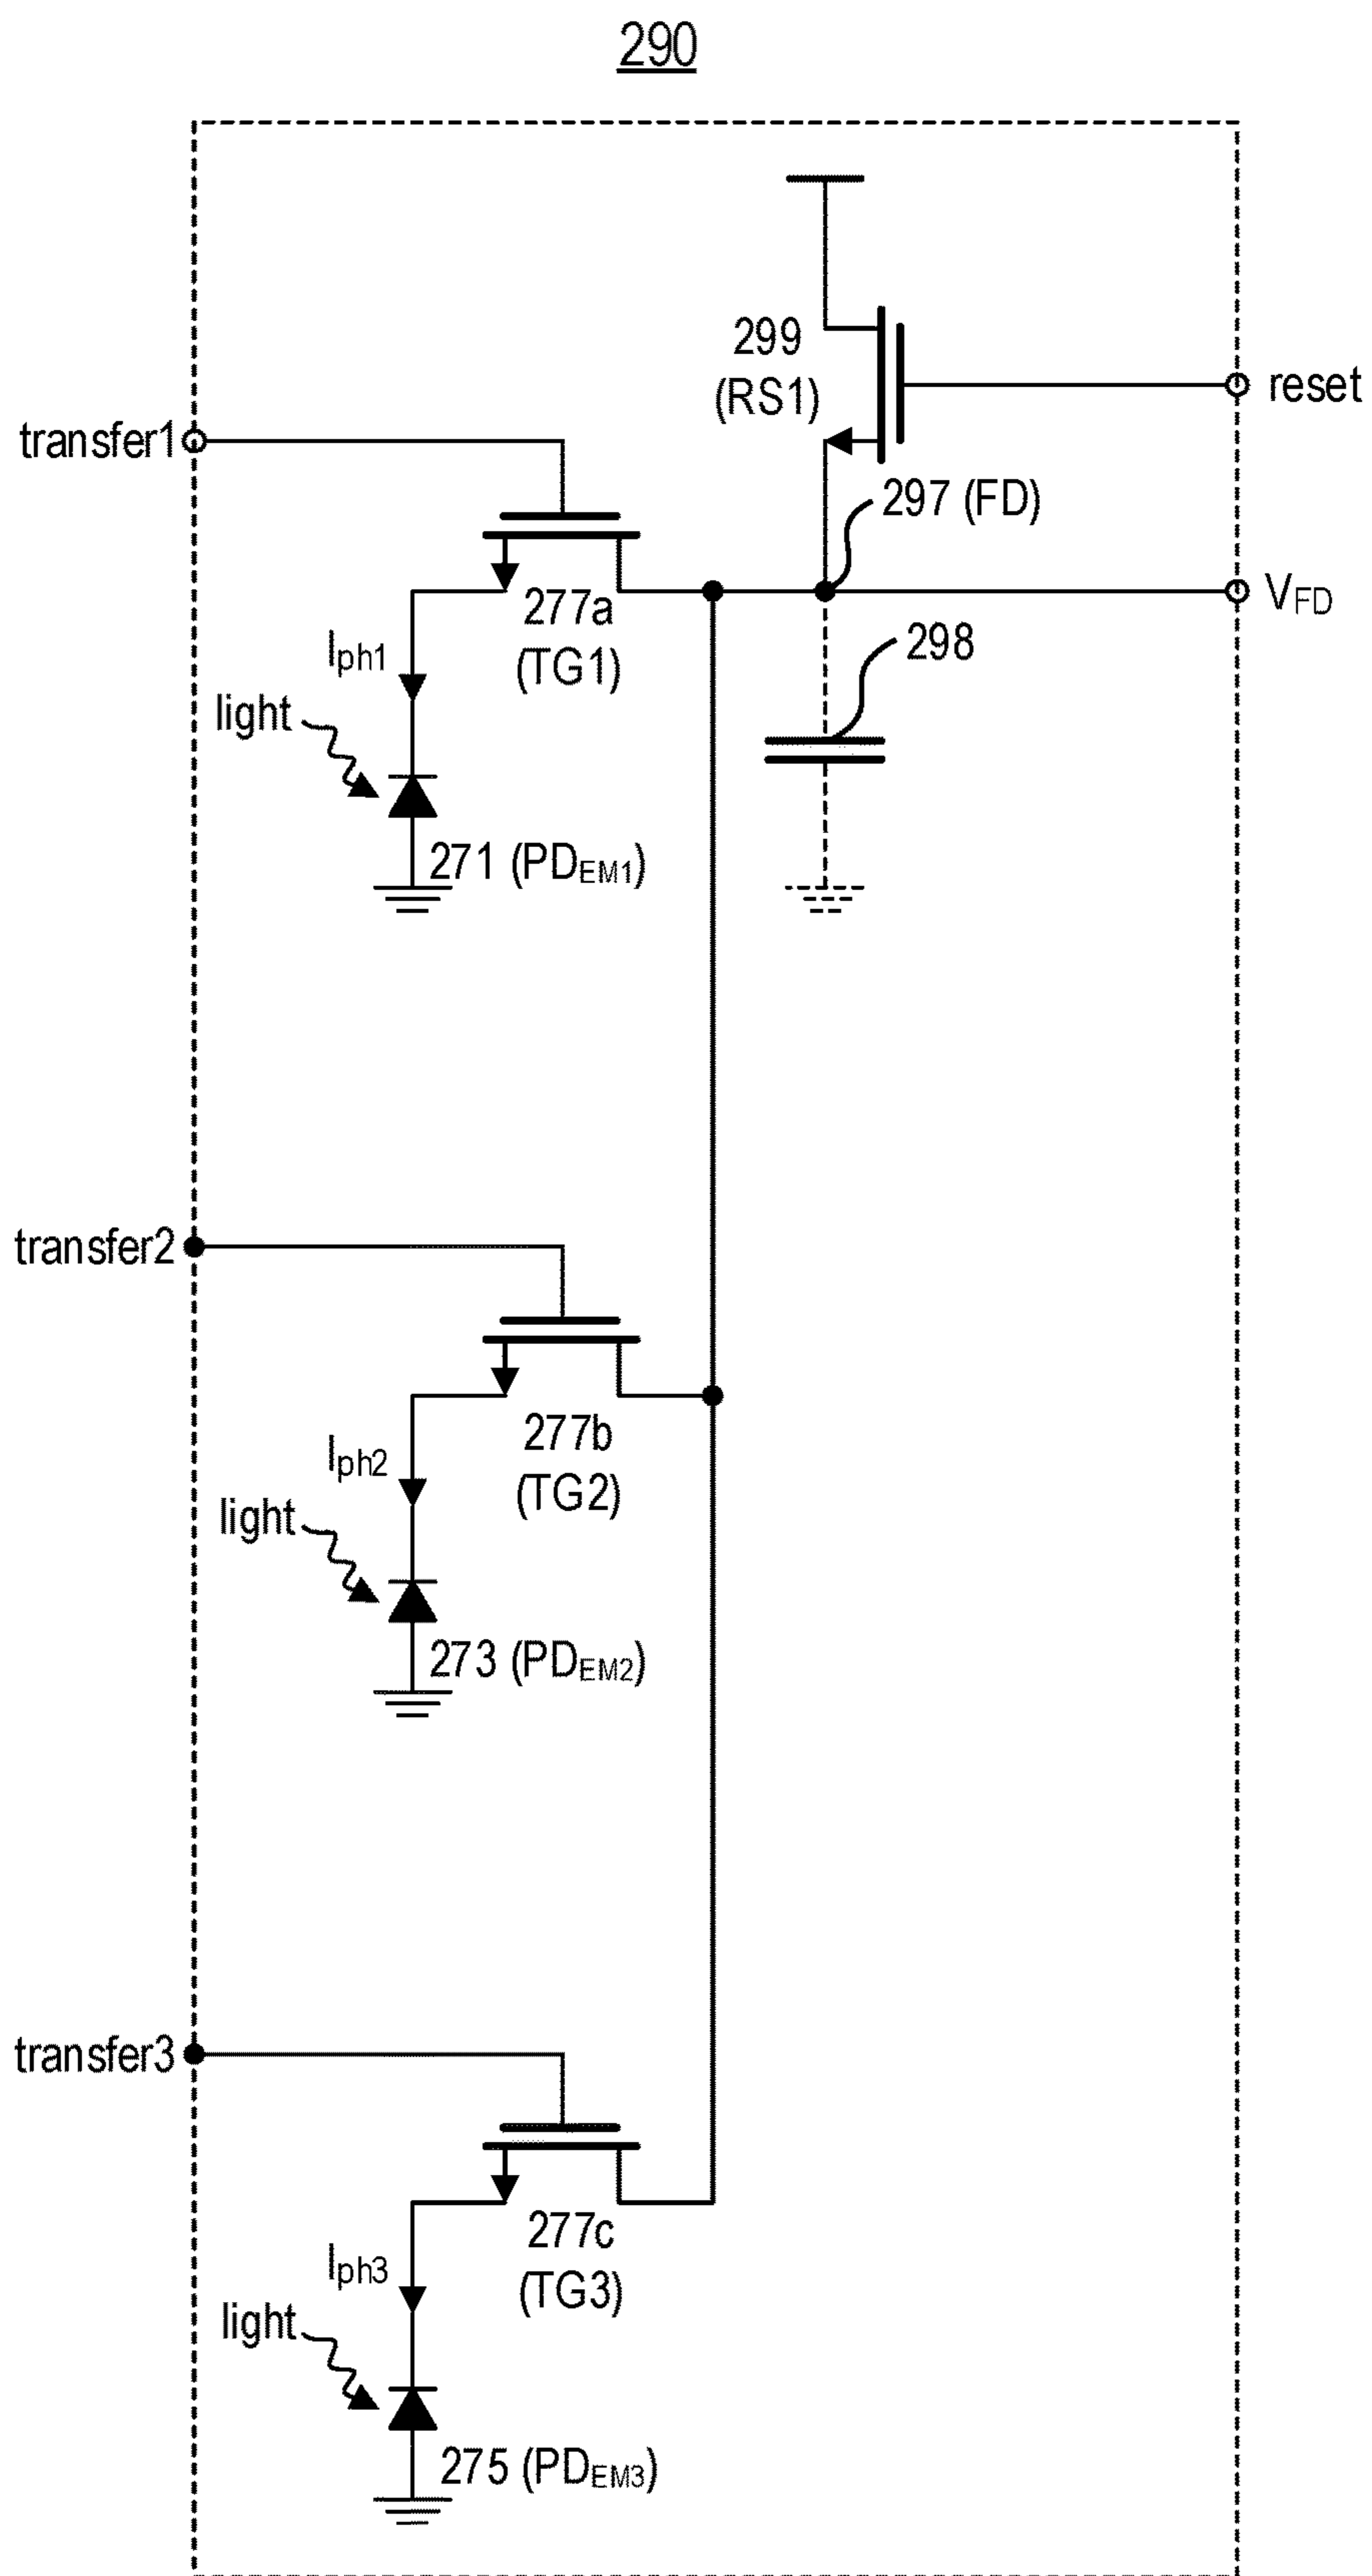 290
299
(RS1)
reset
transfer1
297 (FD)
277a
(TG1)
VFD
Iph1
298
light
271 (PDEM1)
transfer2
277b
(TG2)
Iph2
light
273 (PDEM2)
transfer3
277c
(TG3)
Iph3
light
275 (PDEM3)